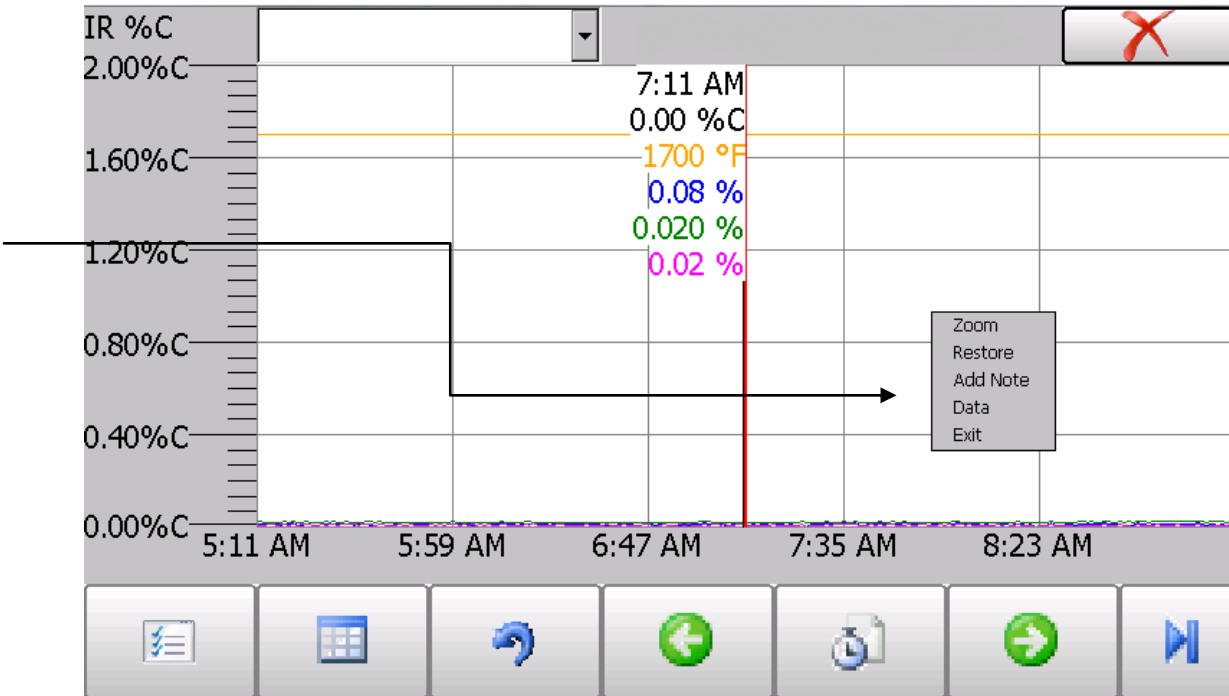 IR %C
2.00%C
7:11 AM
0.00 %C
1700 °F
1.60%C
0.08 %
0.020 %
1.20%C
0.02 %
Zoom
0.80%C
Restore
Add Note
Data
0.40%C
Exit
0.00%C
5:11 AM 5:59 AM 6:47 AM 7:35 AM 8:23 AM